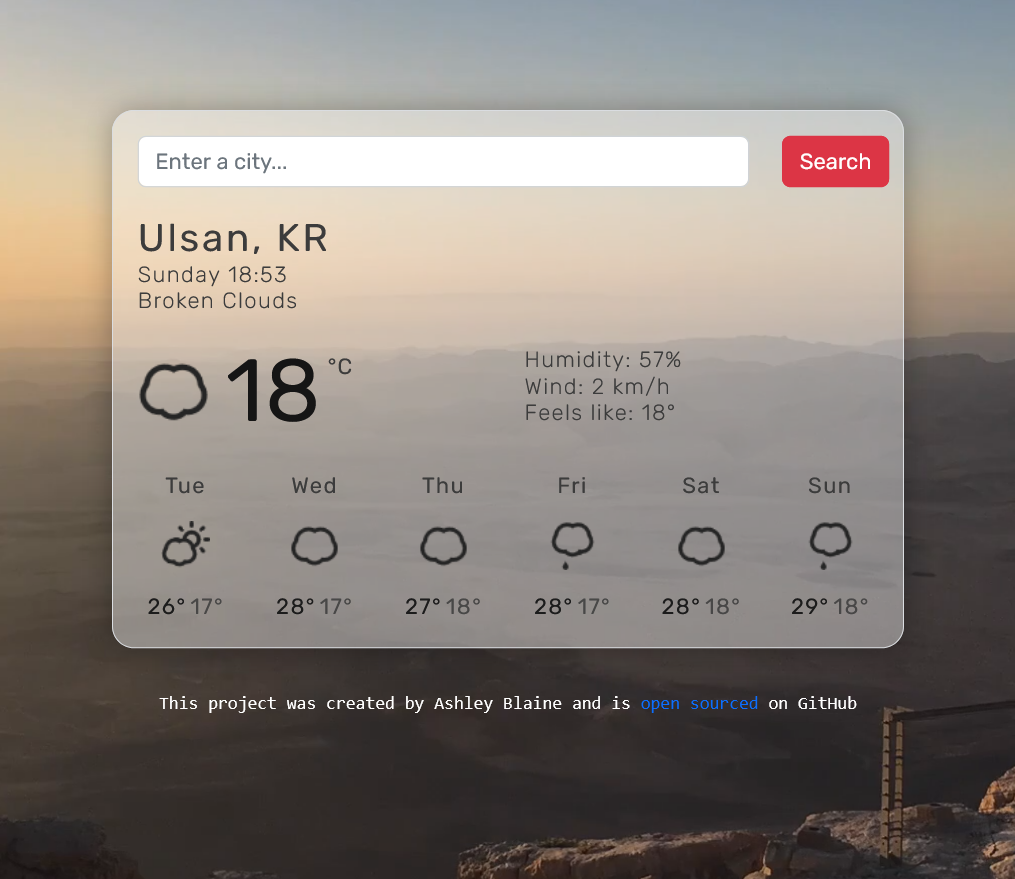 Enter a city...
Search
Ulsan, KR
Sunday 18:53
Broken Clouds
18 °C
Humidity: 57%
Wind: 2 km/h
Feels like: 18°
Tue Wed Thu Fri Sat Sun
26° 17° 28° 17° 27° 18° 28° 17° 28° 18° 29° 18°
This project was created by Ashley Blaine and is open sourced on GitHub